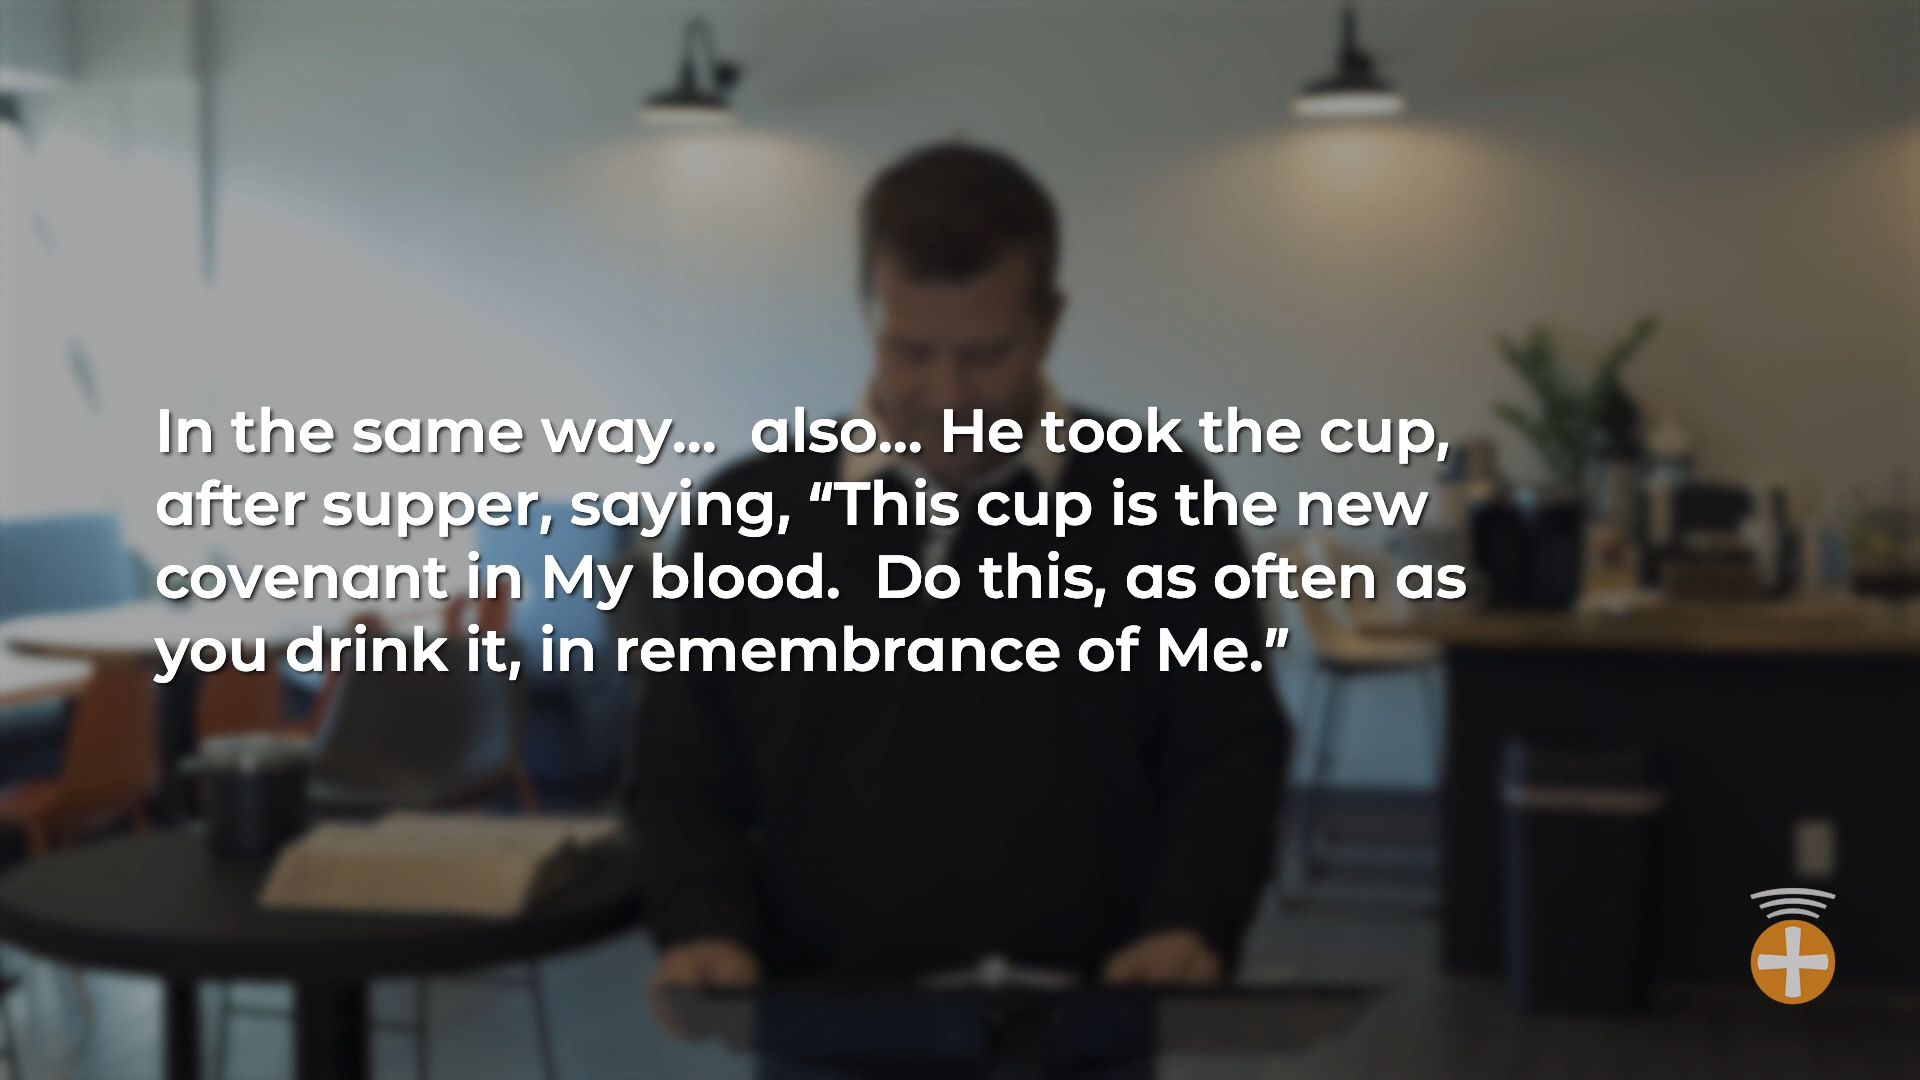 In the same way...  also... He took the cup,
after supper, saying, “This cup is the new
covenant in My blood.  Do this, as often as
you drink it, in remembrance of Me.”